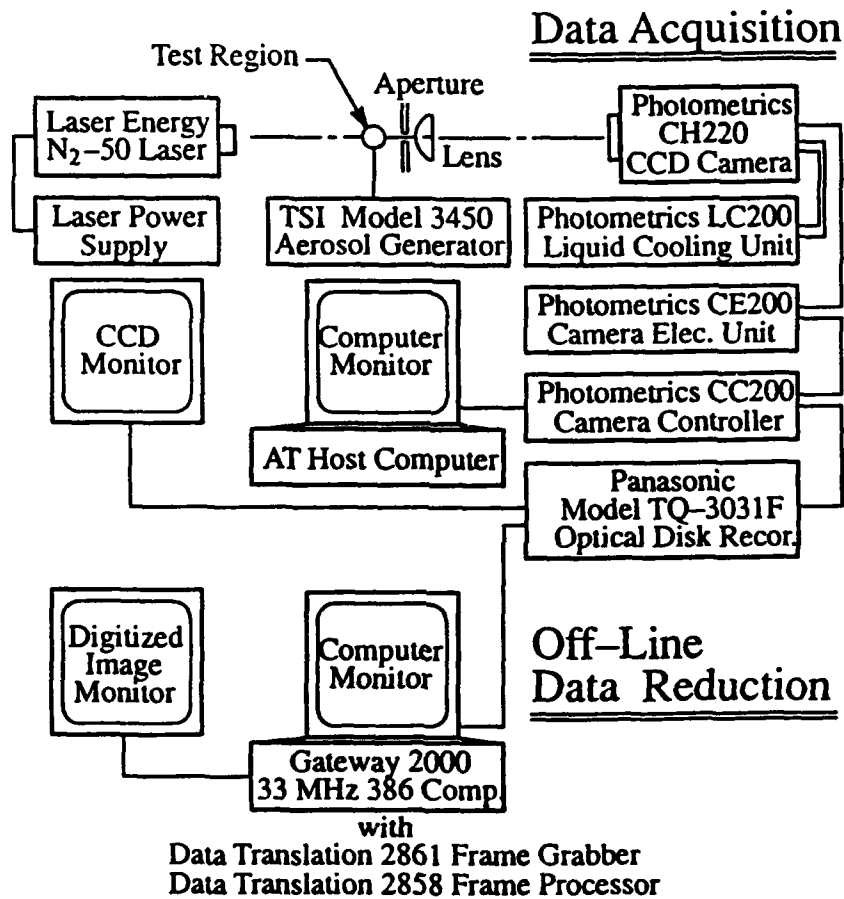 Data Acquisition
Test Region
Aperture
Laser Energy
N₂–50 Laser
Lens
Photometrics
CH220
CCD Camera
Laser Power
Supply
TSI Model 3450
Aerosol Generator
Photometrics LC200
Liquid Cooling Unit
CCD
Monitor
Computer
Monitor
AT Host Computer
Photometrics CE200
Camera Elec. Unit
Photometrics CC200
Camera Controller
Panasonic
Model TQ–3031F
Optical Disk Recor.
Digitized
Image
Monitor
Computer
Monitor
Off–Line
Data Reduction
Gateway 2000
33 MHz 386 Comp.
with
Data Translation 2861 Frame Grabber
Data Translation 2858 Frame Processor